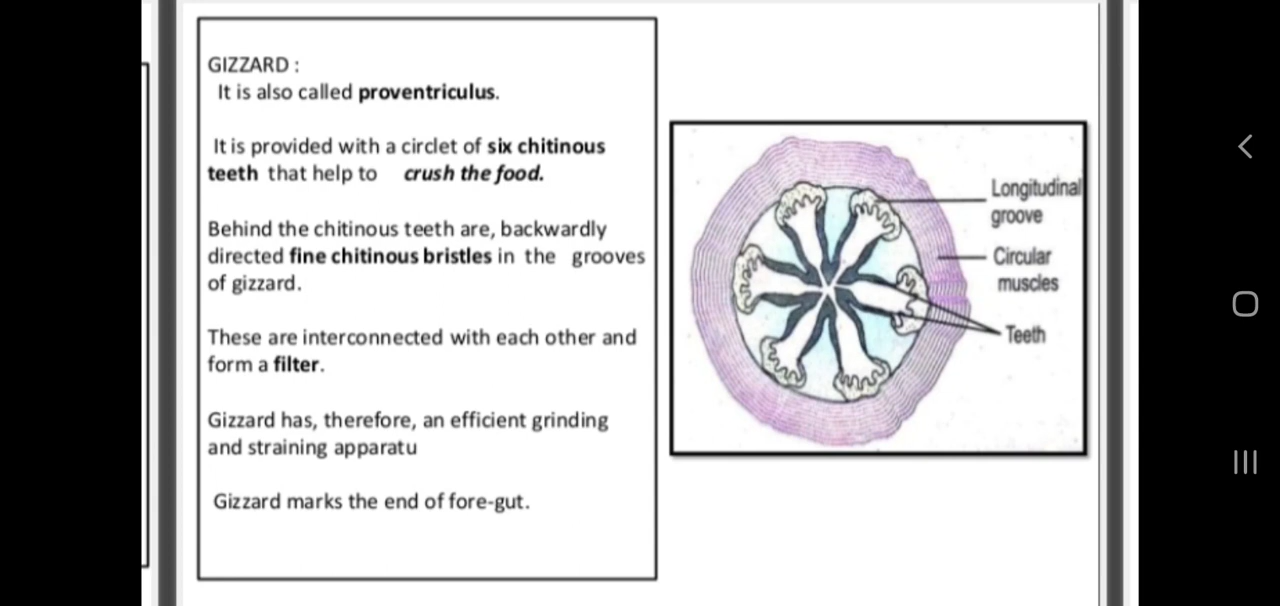 GIZZARD :
It is also called proventriculus.
It is provided with a circlet of six chitinous
teeth that help to crush the food.
Behind the chitinous teeth are, backwardly
directed fine chitinous bristles in the grooves
of gizzard.
These are interconnected with each other and
form a filter.
Gizzard has, therefore, an efficient grinding
and straining apparatu
Gizzard marks the end of fore-gut.
Longitudinal
groove
Circular
muscles
Teeth